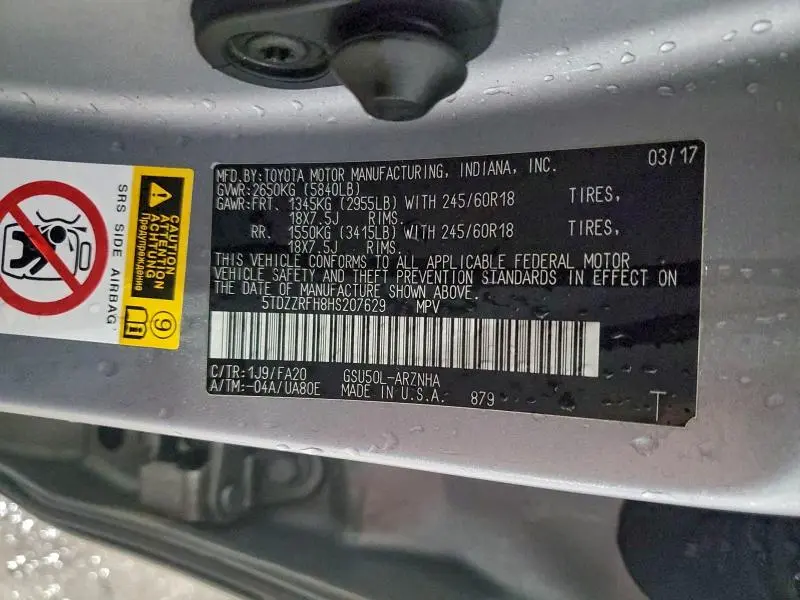 MFD.BY:TOYOTA MOTOR MANUFACTURING, INDIANA, INC. 03/17
GVWR:2650KG (5840LB)
GAWR:FRT. 1345KG (2955LB) WITH 245/60R18 TIRES,
18X7.5J RIMS.
RR. 1550KG (3415LB) WITH 245/60R18 TIRES,
18X7.5J RIMS.
THIS VEHICLE CONFORMS TO ALL APPLICABLE FEDERAL MOTOR
VEHICLE SAFETY AND THEFT PREVENTION STANDARDS IN EFFECT ON
THE DATE OF MANUFACTURE SHOWN ABOVE.
5TDZZRFH8HS207629 MPV
C/TR:1J9/FA20 GSU50L-ARZNHA
A/TM:-04A/UA80E MADE IN U.S.A. 879
T
SRS SIDE AIRBAG
CAUTION
ATTENTION
ACHTUNG
Предупреждение
9